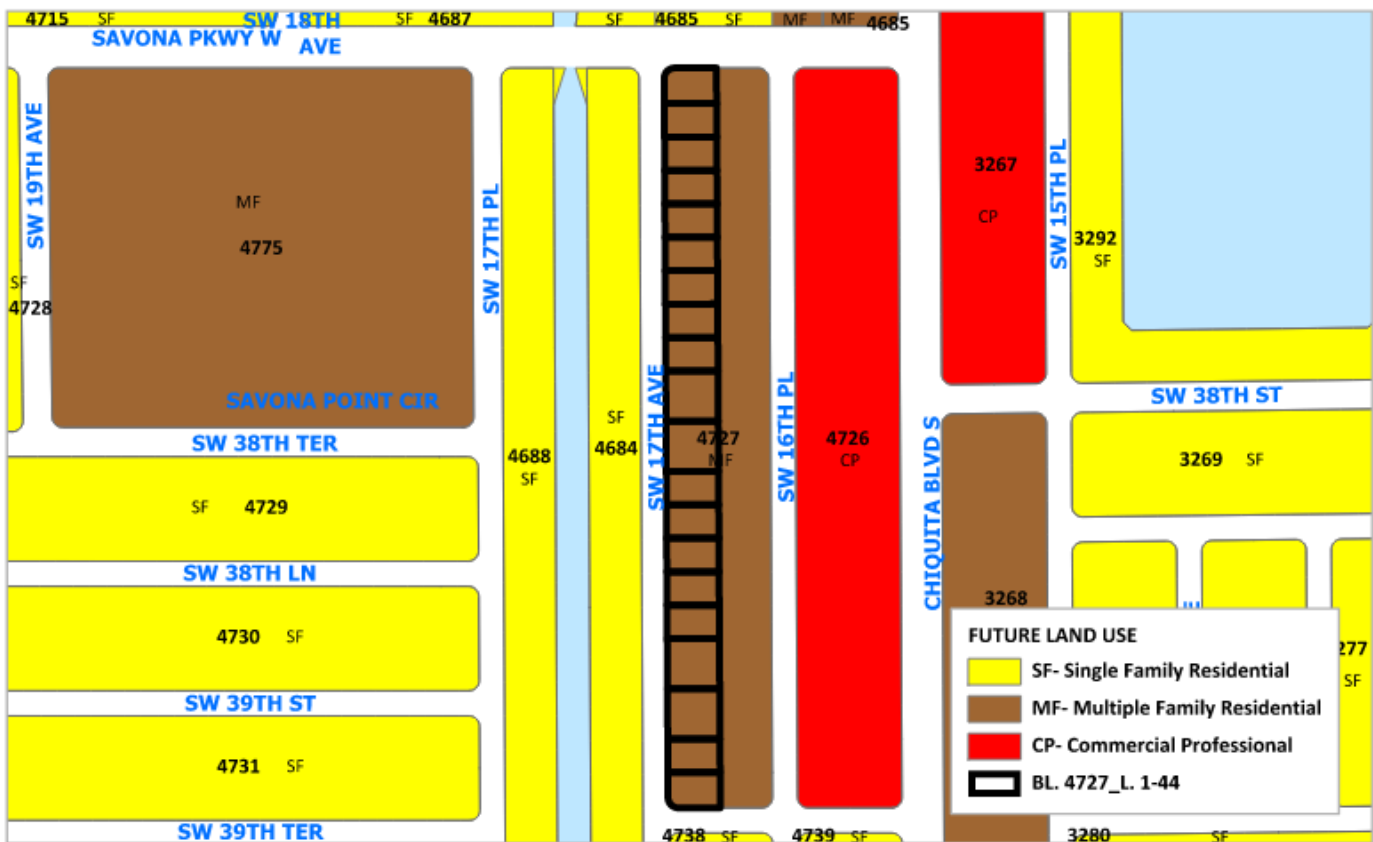 4715 SF
SW 18TH
AVE
SF 4687
SF 4685 SF
MF MF 4685
SAVONA PKWY W
SW 19TH AVE
MF
4775
SW 17TH PL
3267
CP
SW 15TH PL
3292
SF
SF
4728
SAVONA POINT CIR
SW 38TH ST
SW 38TH TER
4688
SF
SF
4684
SW 17TH AVE
4727
MF
SW 16TH PL
4726
CP
CHIQUITA BLVD S
3269 SF
SF 4729
SW 38TH LN
3268
4730 SF
SW 39TH ST
4731 SF
SW 39TH TER
4738 SF
4739 SF
3280 SF
277
SF
FUTURE LAND USE
SF- Single Family Residential
MF- Multiple Family Residential
CP- Commercial Professional
BL. 4727_L. 1-44